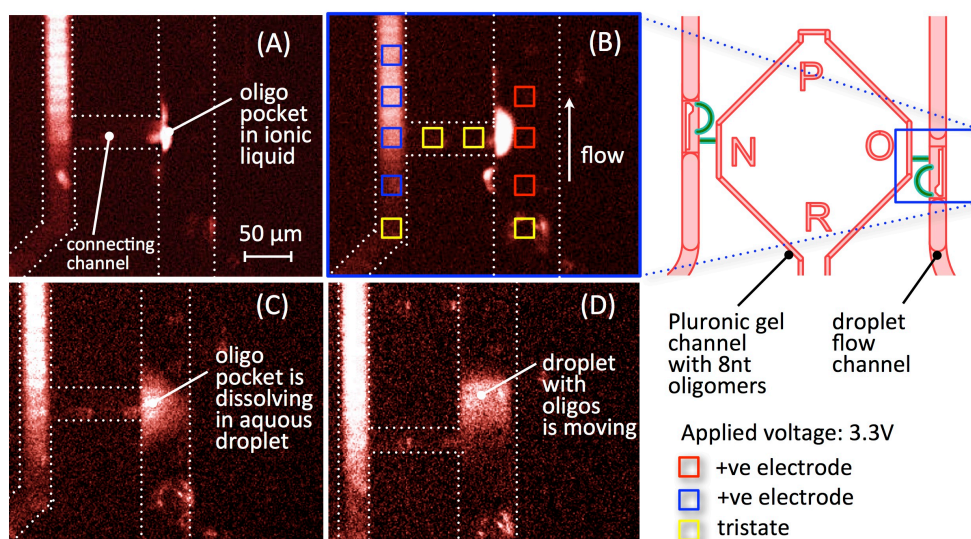 (A)
oligo
pocket
in ionic
liquid
connecting
channel
50 µm
(B)
flow
P
N
O
R
Pluronic gel
channel
with 8nt
oligomers
droplet
flow
channel
(C)
oligo
pocket is
dissolving
in aquous
droplet
(D)
droplet
with
oligos
is moving
Applied voltage: 3.3V
+ve electrode
+ve electrode
tristate